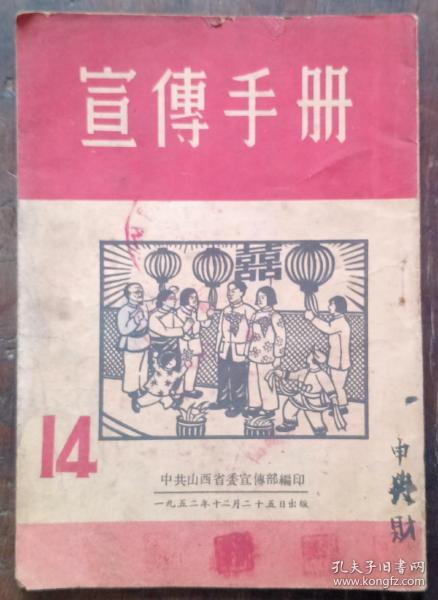 宣傳手册
囍
14
中共山西省委宣傳部編印
一九五二年十二月二十五日出版
申
財
孔夫子旧书网
www.kongfz.com